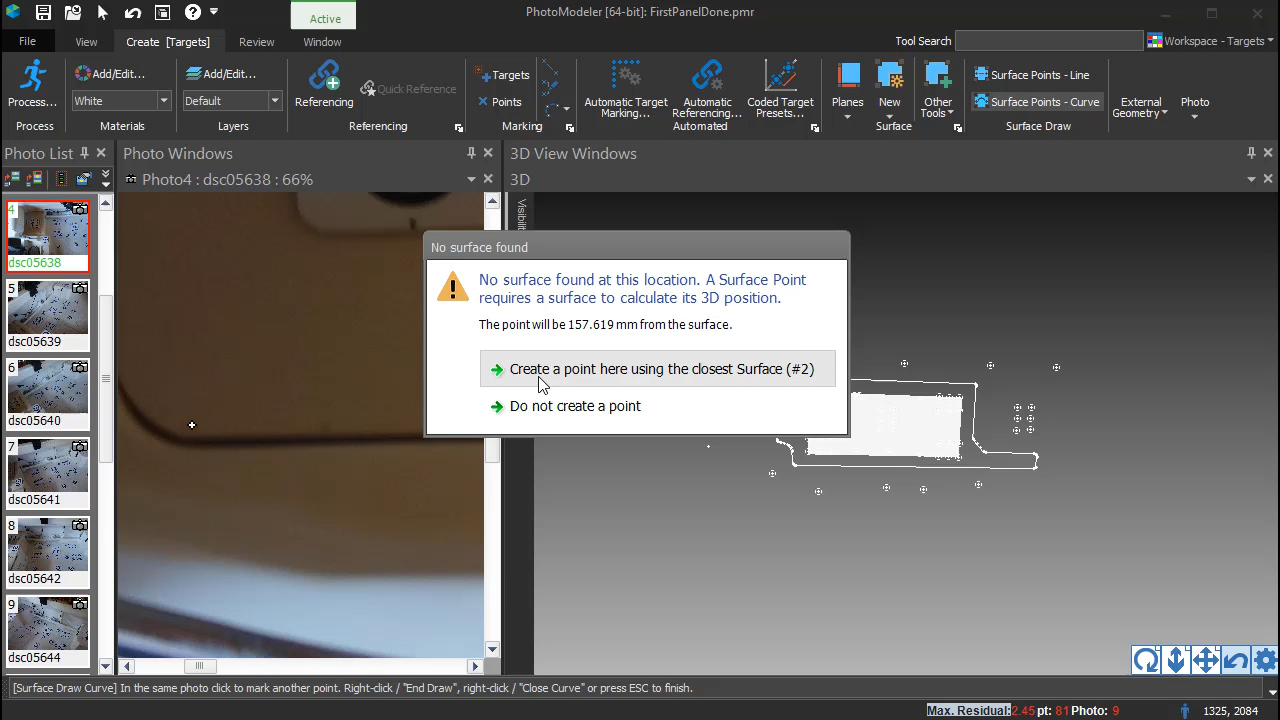 PhotoModeler [64-bit]: FirstPanelDone.pmr
Active
File
View
Create [Targets]
Review
Window
Tool Search
Workspace - Targets
Process...
Add/Edit...
White
Add/Edit...
Default
Referencing
Quick Reference
Targets
Points
Automatic Target Marking...
Automatic Referencing...
Coded Target Presets...
Planes
New
Other Tools
Surface Points - Line
Surface Points - Curve
External Geometry
Photo
Process
Materials
Layers
Referencing
Marking
Automated
Surface
Surface Draw
Photo List
Photo Windows
3D View Windows
Photo4 : dsc05638 : 66%
3D
4
dsc05638
5
dsc05639
6
dsc05640
7
dsc05641
8
dsc05642
9
dsc05644
No surface found
No surface found at this location. A Surface Point
requires a surface to calculate its 3D position.
The point will be 157.619 mm from the surface.
Create a point here using the closest Surface (#2)
Do not create a point
[Surface Draw Curve] In the same photo click to mark another point. Right-click / "End Draw", right-click / "Close Curve" or press ESC to finish.
Max. Residual: 2.45 pt: 81 Photo: 9
1325, 2084